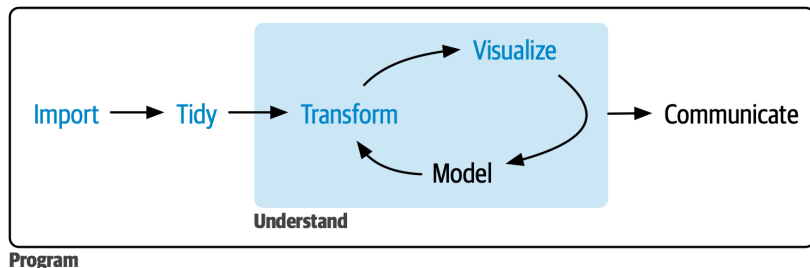 Visualize
Import
Tidy
Transform
Communicate
Model
Understand
Program